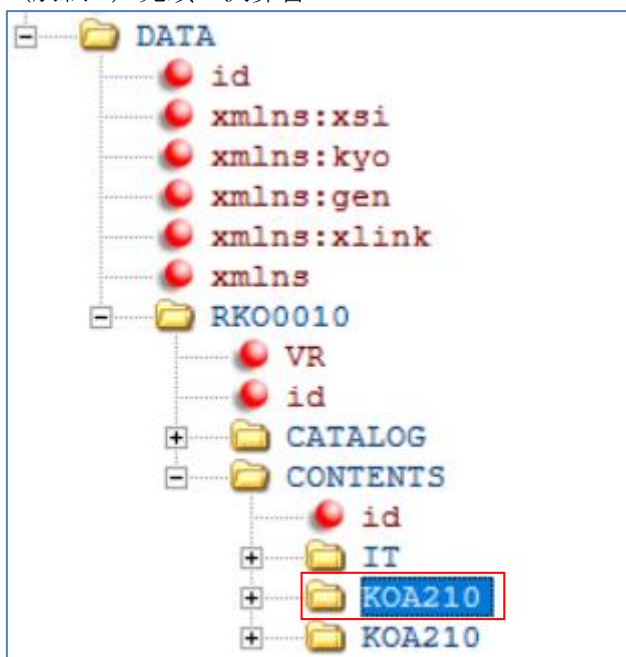 DATA
id
xmlns:xsi
xmlns:kyo
xmlns:gen
xmlns:xlink
xmlns
RKO0010
VR
id
CATALOG
CONTENTS
id
IT
KOA210
KOA210